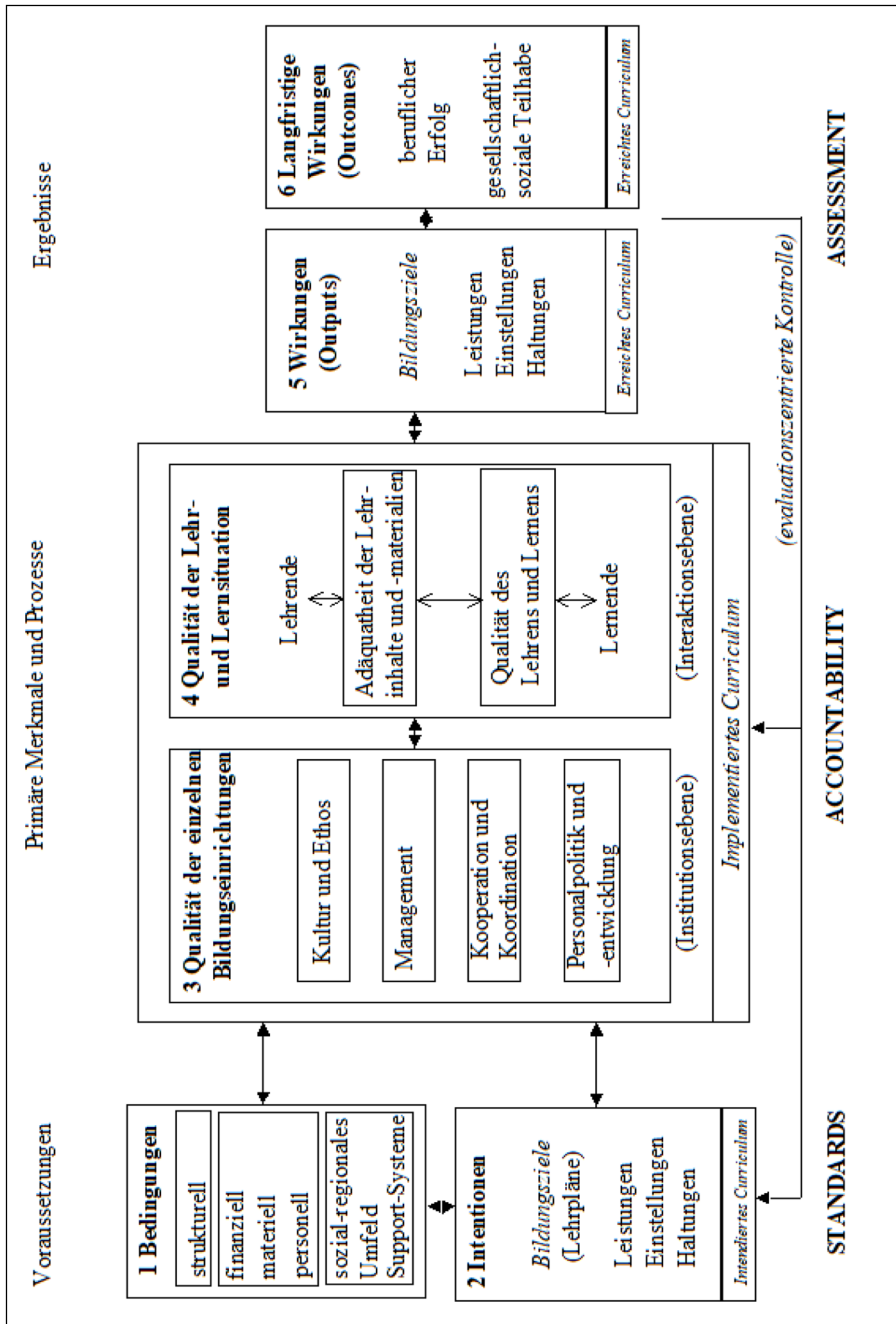 Voraussetzungen
Primäre Merkmale und Prozesse
Ergebnisse
1 Bedingungen
strukturell
finanziell
materiell
personell
sozial-regionales
Umfeld
Support-Systeme
2 Intentionen
Bildungsziele
(Lehrpläne)
Leistungen
Einstellungen
Haltungen
Intendiertes Curriculum
3 Qualität der einzelnen
Bildungseinrichtungen
Kultur und Ethos
Management
Kooperation und
Koordination
Personalpolitik und
-entwicklung
(Institutionsebene)
4 Qualität der Lehr-
und Lernsituation
Lehrende
Adäquatheit der Lehr-
inhalte und -materialien
Qualität des
Lehrens und Lernens
Lernende
(Interaktionsebene)
Implementiertes Curriculum
5 Wirkungen
(Outputs)
Bildungsziele
Leistungen
Einstellungen
Haltungen
Erreichtes Curriculum
6 Langfristige
Wirkungen
(Outcomes)
beruflicher
Erfolg
gesellschaftlich-
soziale Teilhabe
Erreichtes Curriculum
(evaluationszentrierte Kontrolle)
STANDARDS
ACCOUNTABILITY
ASSESSMENT